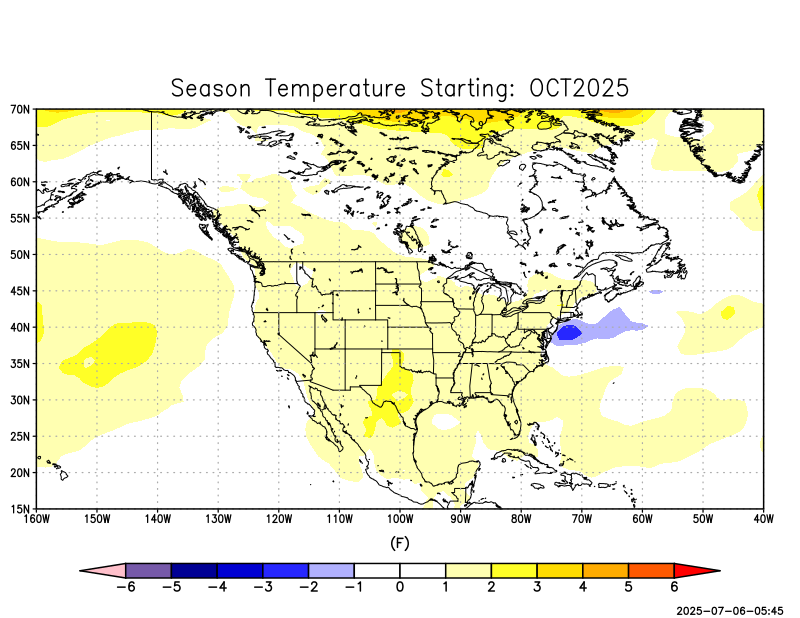 Season Temperature Starting: OCT2025
70N
65N
60N
55N
50N
45N
40N
35N
30N
25N
20N
15N
160W 150W 140W 130W 120W 110W 100W 90W 80W 70W 60W 50W 40W
(F)
−6 −5 −4 −3 −2 −1 0 1 2 3 4 5 6
2025-07-06-05:45